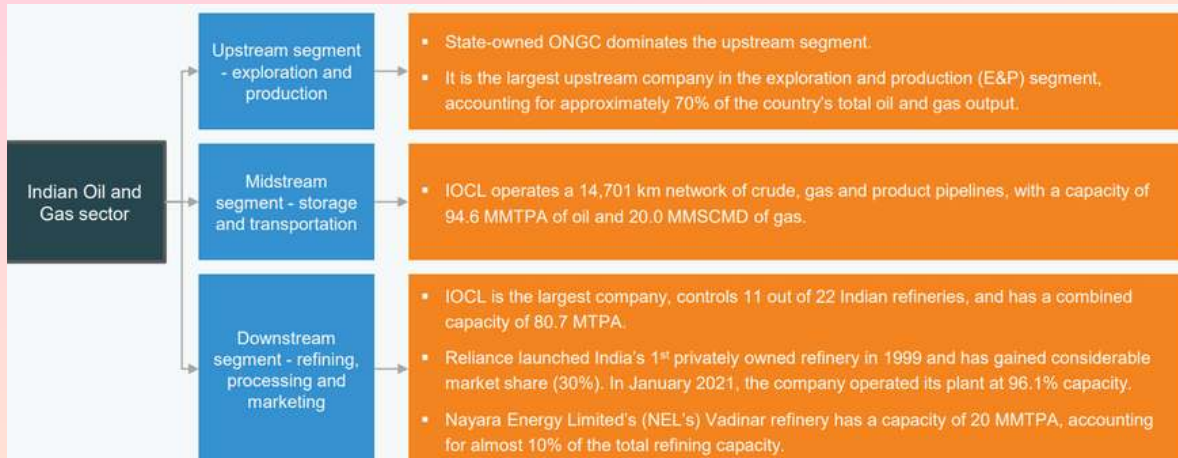 Indian Oil and
Gas sector
Upstream segment
- exploration and
production
▪ State-owned ONGC dominates the upstream segment.
▪ It is the largest upstream company in the exploration and production (E&P) segment,
accounting for approximately 70% of the country's total oil and gas output.
Midstream
segment - storage
and transportation
▪ IOCL operates a 14,701 km network of crude, gas and product pipelines, with a capacity of
94.6 MMTPA of oil and 20.0 MMSCMD of gas.
Downstream
segment - refining,
processing and
marketing
▪ IOCL is the largest company, controls 11 out of 22 Indian refineries, and has a combined
capacity of 80.7 MTPA.
▪ Reliance launched India's 1st privately owned refinery in 1999 and has gained considerable
market share (30%). In January 2021, the company operated its plant at 96.1% capacity.
▪ Nayara Energy Limited's (NEL's) Vadinar refinery has a capacity of 20 MMTPA, accounting
for almost 10% of the total refining capacity.